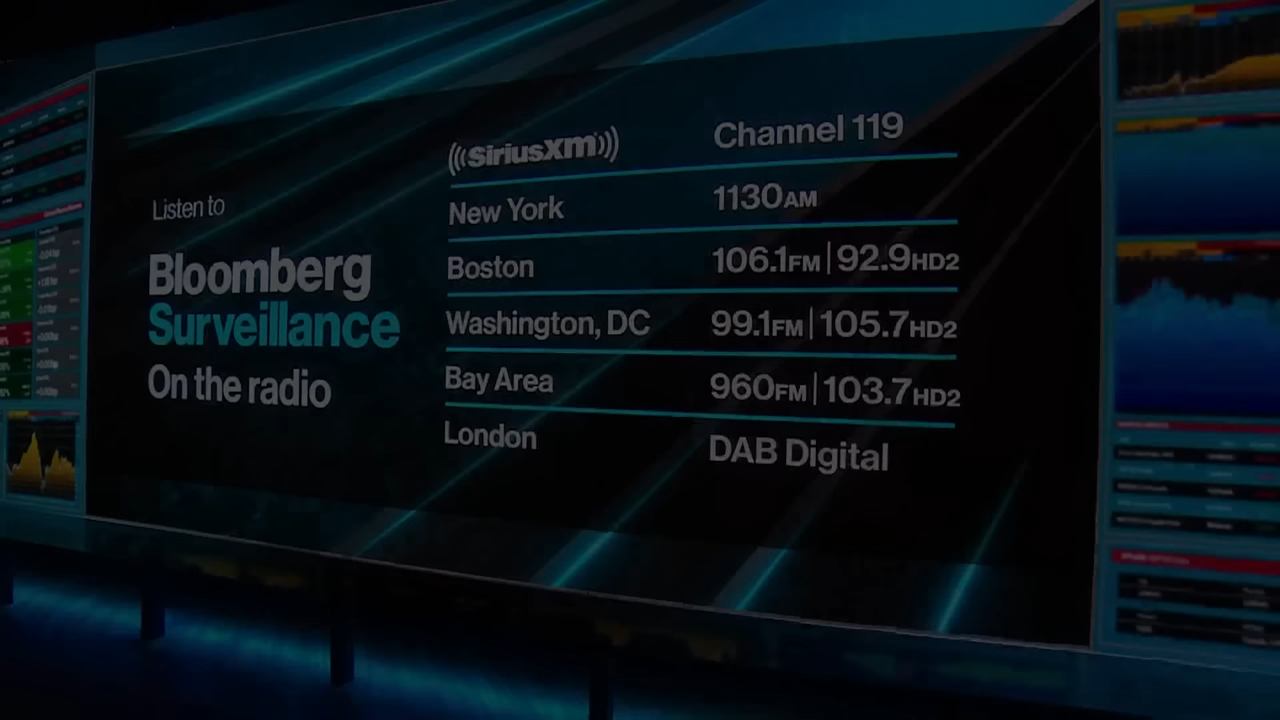 Listen to
Bloomberg
Surveillance
On the radio
SiriusXM Channel 119
New York 1130AM
Boston 106.1FM|92.9HD2
Washington, DC 99.1FM|105.7HD2
Bay Area 960FM|103.7HD2
London DAB Digital